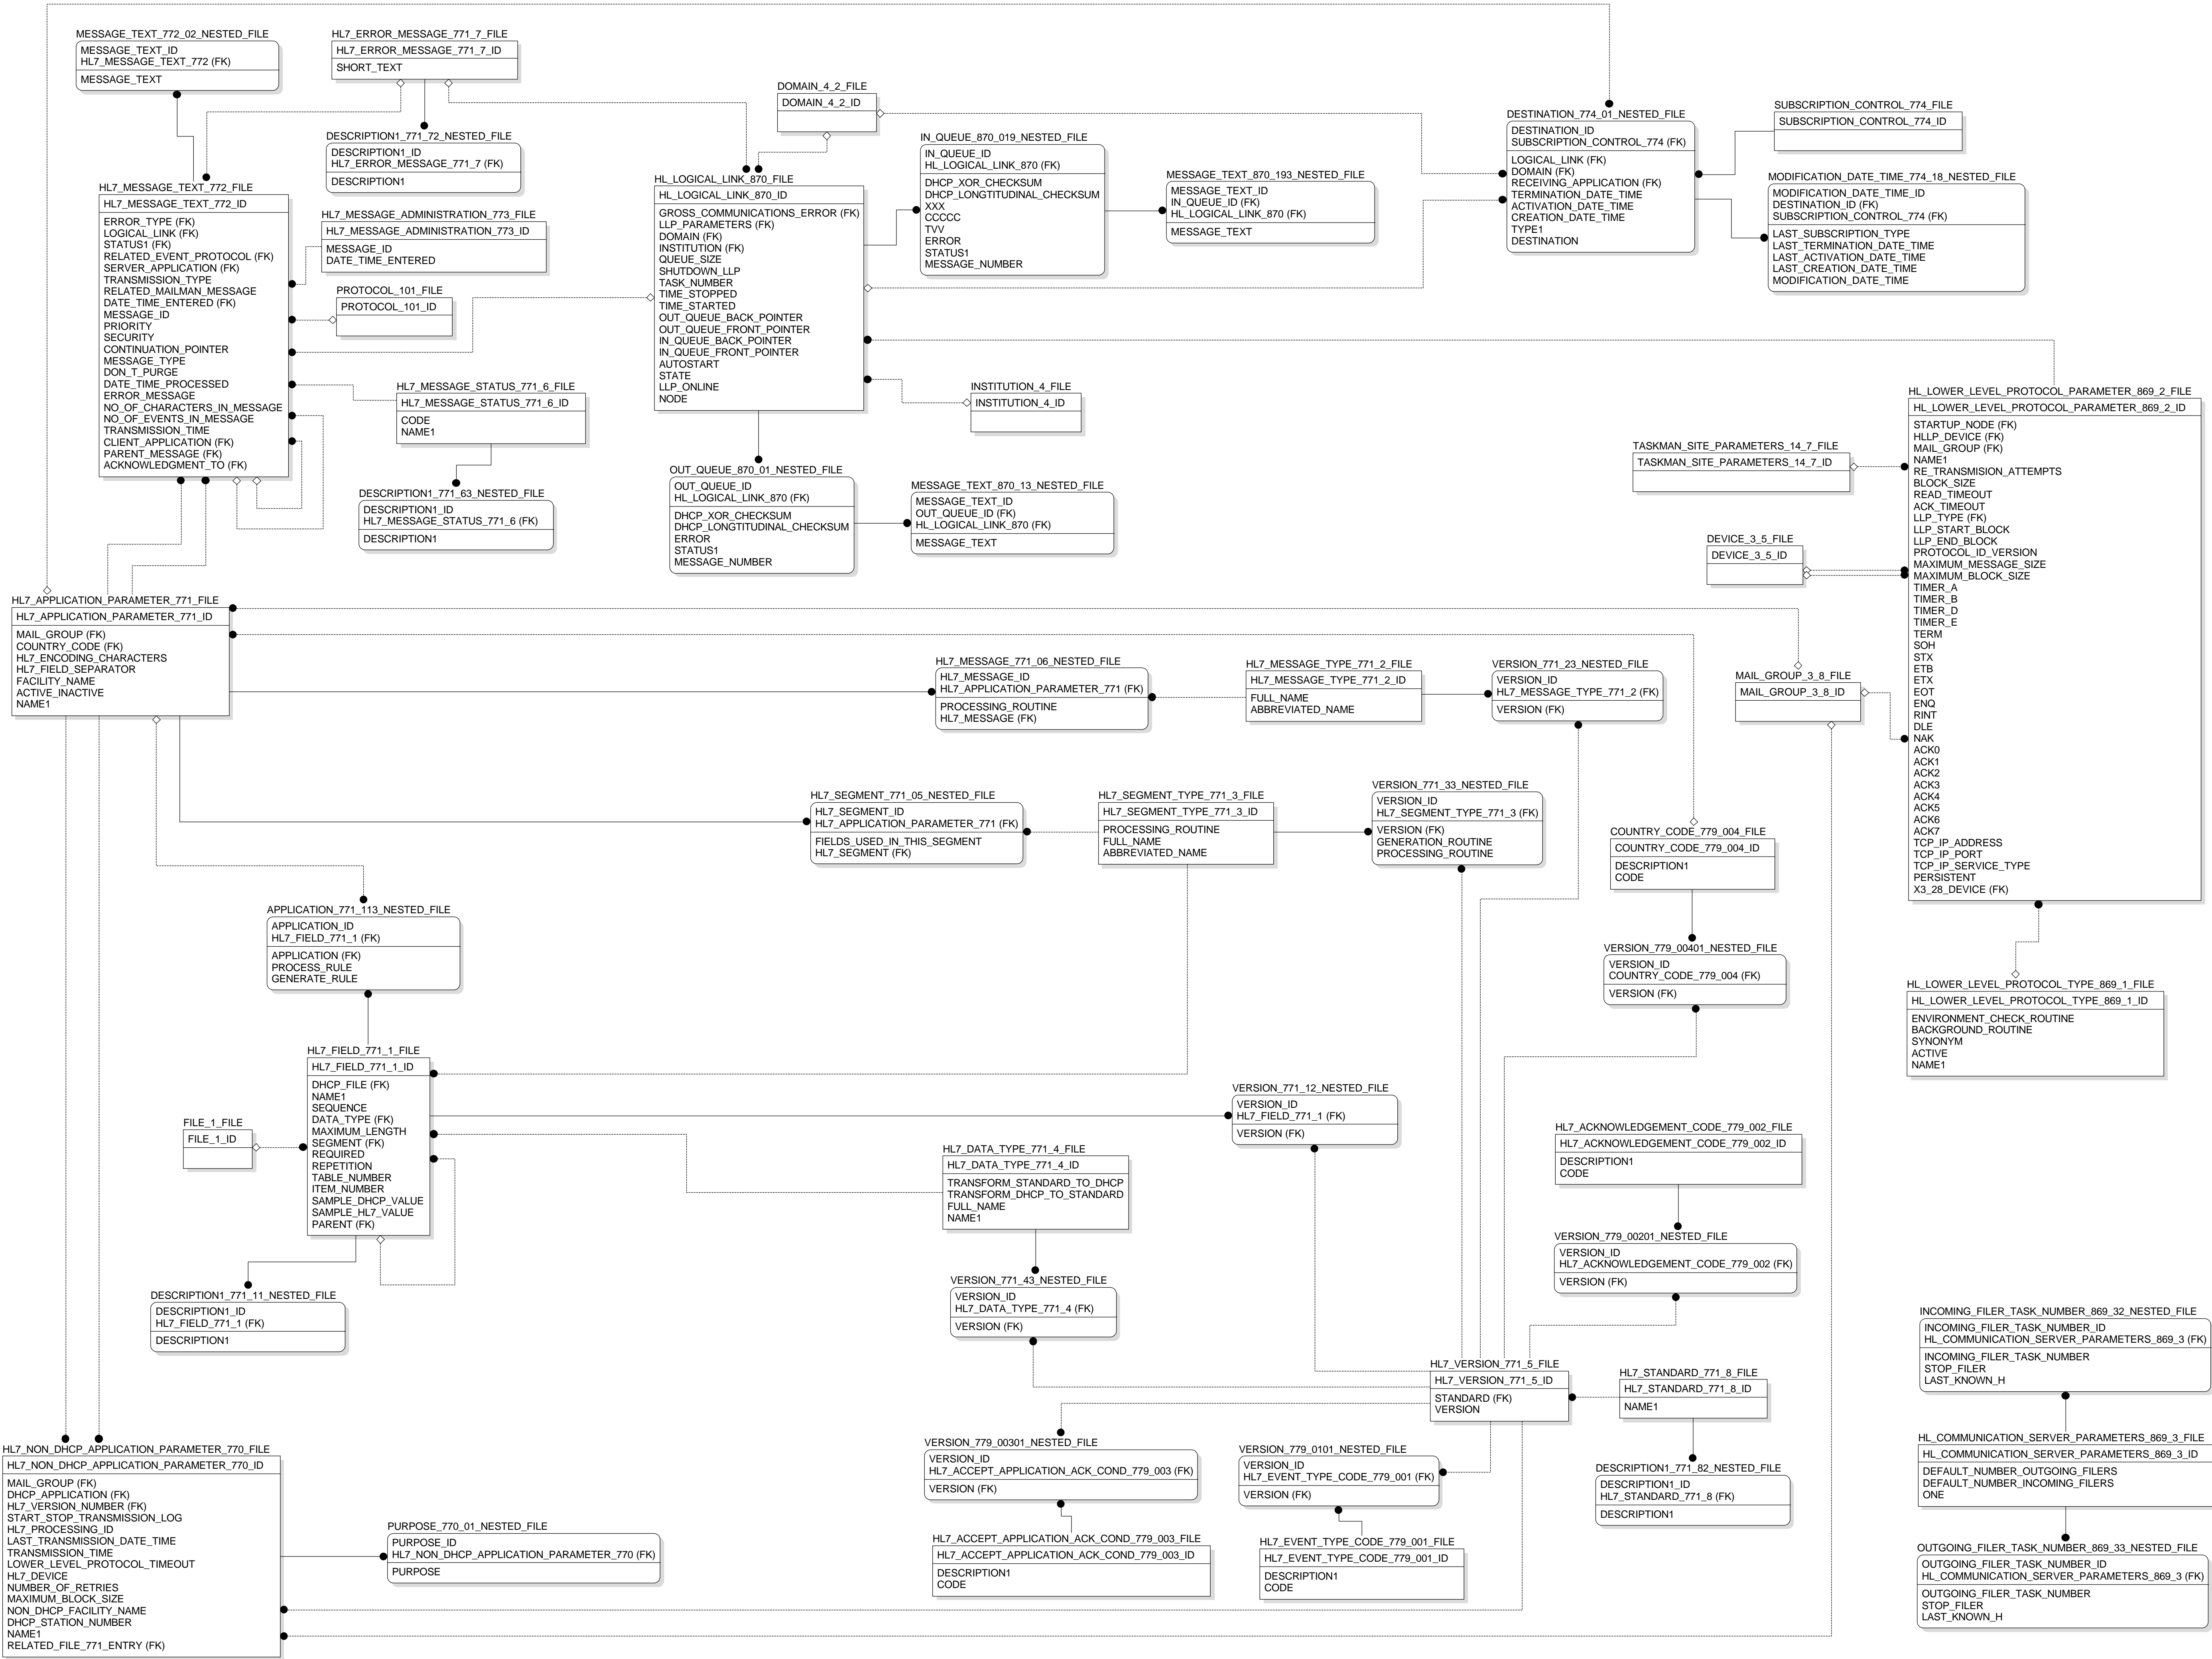 MESSAGE_TEXT_772_02_NESTED_FILE
MESSAGE_TEXT_ID
HL7_MESSAGE_TEXT_772 (FK)
MESSAGE_TEXT
HL7_ERROR_MESSAGE_771_7_FILE
HL7_ERROR_MESSAGE_771_7_ID
SHORT_TEXT
DESCRIPTION1_771_72_NESTED_FILE
DESCRIPTION1_ID
HL7_ERROR_MESSAGE_771_7 (FK)
DESCRIPTION1
DOMAIN_4_2_FILE
DOMAIN_4_2_ID
IN_QUEUE_870_019_NESTED_FILE
IN_QUEUE_ID
HL_LOGICAL_LINK_870 (FK)
DHCP_XOR_CHECKSUM
DHCP_LONGTITUDINAL_CHECKSUM
XXX
CCCCC
TVV
ERROR
STATUS1
MESSAGE_NUMBER
MESSAGE_TEXT_870_193_NESTED_FILE
MESSAGE_TEXT_ID
IN_QUEUE_ID (FK)
HL_LOGICAL_LINK_870 (FK)
MESSAGE_TEXT
DESTINATION_774_01_NESTED_FILE
DESTINATION_ID
SUBSCRIPTION_CONTROL_774 (FK)
LOGICAL_LINK (FK)
DOMAIN (FK)
RECEIVING_APPLICATION (FK)
TERMINATION_DATE_TIME
ACTIVATION_DATE_TIME
CREATION_DATE_TIME
TYPE1
DESTINATION
SUBSCRIPTION_CONTROL_774_FILE
SUBSCRIPTION_CONTROL_774_ID
MODIFICATION_DATE_TIME_774_18_NESTED_FILE
MODIFICATION_DATE_TIME_ID
DESTINATION_ID (FK)
SUBSCRIPTION_CONTROL_774 (FK)
LAST_SUBSCRIPTION_TYPE
LAST_TERMINATION_DATE_TIME
LAST_ACTIVATION_DATE_TIME
LAST_CREATION_DATE_TIME
MODIFICATION_DATE_TIME
HL7_MESSAGE_TEXT_772_FILE
HL7_MESSAGE_TEXT_772_ID
ERROR_TYPE (FK)
LOGICAL_LINK (FK)
STATUS1 (FK)
RELATED_EVENT_PROTOCOL (FK)
SERVER_APPLICATION (FK)
TRANSMISSION_TYPE
RELATED_MAILMAN_MESSAGE
DATE_TIME_ENTERED (FK)
MESSAGE_ID
PRIORITY
SECURITY
CONTINUATION_POINTER
MESSAGE_TYPE
DON_T_PURGE
DATE_TIME_PROCESSED
ERROR_MESSAGE
NO_OF_CHARACTERS_IN_MESSAGE
NO_OF_EVENTS_IN_MESSAGE
TRANSMISSION_TIME
CLIENT_APPLICATION (FK)
PARENT_MESSAGE (FK)
ACKNOWLEDGMENT_TO (FK)
HL7_MESSAGE_ADMINISTRATION_773_FILE
HL7_MESSAGE_ADMINISTRATION_773_ID
MESSAGE_ID
DATE_TIME_ENTERED
PROTOCOL_101_FILE
PROTOCOL_101_ID
HL7_MESSAGE_STATUS_771_6_FILE
HL7_MESSAGE_STATUS_771_6_ID
CODE
NAME1
DESCRIPTION1_771_63_NESTED_FILE
DESCRIPTION1_ID
HL7_MESSAGE_STATUS_771_6 (FK)
DESCRIPTION1
HL_LOGICAL_LINK_870_FILE
HL_LOGICAL_LINK_870_ID
GROSS_COMMUNICATIONS_ERROR (FK)
LLP_PARAMETERS (FK)
DOMAIN (FK)
INSTITUTION (FK)
QUEUE_SIZE
SHUTDOWN_LLP
TASK_NUMBER
TIME_STOPPED
TIME_STARTED
OUT_QUEUE_BACK_POINTER
OUT_QUEUE_FRONT_POINTER
IN_QUEUE_BACK_POINTER
IN_QUEUE_FRONT_POINTER
AUTOSTART
STATE
LLP_ONLINE
NODE
INSTITUTION_4_FILE
INSTITUTION_4_ID
OUT_QUEUE_870_01_NESTED_FILE
OUT_QUEUE_ID
HL_LOGICAL_LINK_870 (FK)
DHCP_XOR_CHECKSUM
DHCP_LONGTITUDINAL_CHECKSUM
ERROR
STATUS1
MESSAGE_NUMBER
MESSAGE_TEXT_870_13_NESTED_FILE
MESSAGE_TEXT_ID
OUT_QUEUE_ID (FK)
HL_LOGICAL_LINK_870 (FK)
MESSAGE_TEXT
HL_LOWER_LEVEL_PROTOCOL_PARAMETER_869_2_FILE
HL_LOWER_LEVEL_PROTOCOL_PARAMETER_869_2_ID
STARTUP_NODE (FK)
HLLP_DEVICE (FK)
MAIL_GROUP (FK)
NAME1
RE_TRANSMISION_ATTEMPTS
BLOCK_SIZE
READ_TIMEOUT
ACK_TIMEOUT
LLP_TYPE (FK)
LLP_START_BLOCK
LLP_END_BLOCK
PROTOCOL_ID_VERSION
MAXIMUM_MESSAGE_SIZE
MAXIMUM_BLOCK_SIZE
TIMER_A
TIMER_B
TIMER_D
TIMER_E
TERM
SOH
STX
ETB
ETX
EOT
ENQ
RINT
DLE
NAK
ACK0
ACK1
ACK2
ACK3
ACK4
ACK5
ACK6
ACK7
TCP_IP_ADDRESS
TCP_IP_PORT
TCP_IP_SERVICE_TYPE
PERSISTENT
X3_28_DEVICE (FK)
TASKMAN_SITE_PARAMETERS_14_7_FILE
TASKMAN_SITE_PARAMETERS_14_7_ID
DEVICE_3_5_FILE
DEVICE_3_5_ID
MAIL_GROUP_3_8_FILE
MAIL_GROUP_3_8_ID
HL7_APPLICATION_PARAMETER_771_FILE
HL7_APPLICATION_PARAMETER_771_ID
MAIL_GROUP (FK)
COUNTRY_CODE (FK)
HL7_ENCODING_CHARACTERS
HL7_FIELD_SEPARATOR
FACILITY_NAME
ACTIVE_INACTIVE
NAME1
HL7_MESSAGE_771_06_NESTED_FILE
HL7_MESSAGE_ID
HL7_APPLICATION_PARAMETER_771 (FK)
PROCESSING_ROUTINE
HL7_MESSAGE (FK)
HL7_MESSAGE_TYPE_771_2_FILE
HL7_MESSAGE_TYPE_771_2_ID
FULL_NAME
ABBREVIATED_NAME
VERSION_771_23_NESTED_FILE
VERSION_ID
HL7_MESSAGE_TYPE_771_2 (FK)
VERSION (FK)
HL7_SEGMENT_771_05_NESTED_FILE
HL7_SEGMENT_ID
HL7_APPLICATION_PARAMETER_771 (FK)
FIELDS_USED_IN_THIS_SEGMENT
HL7_SEGMENT (FK)
HL7_SEGMENT_TYPE_771_3_FILE
HL7_SEGMENT_TYPE_771_3_ID
PROCESSING_ROUTINE
FULL_NAME
ABBREVIATED_NAME
VERSION_771_33_NESTED_FILE
VERSION_ID
HL7_SEGMENT_TYPE_771_3 (FK)
VERSION (FK)
GENERATION_ROUTINE
PROCESSING_ROUTINE
COUNTRY_CODE_779_004_FILE
COUNTRY_CODE_779_004_ID
DESCRIPTION1
CODE
VERSION_779_00401_NESTED_FILE
VERSION_ID
COUNTRY_CODE_779_004 (FK)
VERSION (FK)
HL_LOWER_LEVEL_PROTOCOL_TYPE_869_1_FILE
HL_LOWER_LEVEL_PROTOCOL_TYPE_869_1_ID
ENVIRONMENT_CHECK_ROUTINE
BACKGROUND_ROUTINE
SYNONYM
ACTIVE
NAME1
APPLICATION_771_113_NESTED_FILE
APPLICATION_ID
HL7_FIELD_771_1 (FK)
APPLICATION (FK)
PROCESS_RULE
GENERATE_RULE
HL7_FIELD_771_1_FILE
HL7_FIELD_771_1_ID
DHCP_FILE (FK)
NAME1
SEQUENCE
DATA_TYPE (FK)
MAXIMUM_LENGTH
SEGMENT (FK)
REQUIRED
REPETITION
TABLE_NUMBER
ITEM_NUMBER
SAMPLE_DHCP_VALUE
SAMPLE_HL7_VALUE
PARENT (FK)
FILE_1_FILE
FILE_1_ID
DESCRIPTION1_771_11_NESTED_FILE
DESCRIPTION1_ID
HL7_FIELD_771_1 (FK)
DESCRIPTION1
VERSION_771_12_NESTED_FILE
VERSION_ID
HL7_FIELD_771_1 (FK)
VERSION (FK)
HL7_DATA_TYPE_771_4_FILE
HL7_DATA_TYPE_771_4_ID
TRANSFORM_STANDARD_TO_DHCP
TRANSFORM_DHCP_TO_STANDARD
FULL_NAME
NAME1
VERSION_771_43_NESTED_FILE
VERSION_ID
HL7_DATA_TYPE_771_4 (FK)
VERSION (FK)
HL7_ACKNOWLEDGEMENT_CODE_779_002_FILE
HL7_ACKNOWLEDGEMENT_CODE_779_002_ID
DESCRIPTION1
CODE
VERSION_779_00201_NESTED_FILE
VERSION_ID
HL7_ACKNOWLEDGEMENT_CODE_779_002 (FK)
VERSION (FK)
HL7_VERSION_771_5_FILE
HL7_VERSION_771_5_ID
STANDARD (FK)
VERSION
HL7_STANDARD_771_8_FILE
HL7_STANDARD_771_8_ID
NAME1
DESCRIPTION1_771_82_NESTED_FILE
DESCRIPTION1_ID
HL7_STANDARD_771_8 (FK)
DESCRIPTION1
INCOMING_FILER_TASK_NUMBER_869_32_NESTED_FILE
INCOMING_FILER_TASK_NUMBER_ID
HL_COMMUNICATION_SERVER_PARAMETERS_869_3 (FK)
INCOMING_FILER_TASK_NUMBER
STOP_FILER
LAST_KNOWN_H
HL_COMMUNICATION_SERVER_PARAMETERS_869_3_FILE
HL_COMMUNICATION_SERVER_PARAMETERS_869_3_ID
DEFAULT_NUMBER_OUTGOING_FILERS
DEFAULT_NUMBER_INCOMING_FILERS
ONE
OUTGOING_FILER_TASK_NUMBER_869_33_NESTED_FILE
OUTGOING_FILER_TASK_NUMBER_ID
HL_COMMUNICATION_SERVER_PARAMETERS_869_3 (FK)
OUTGOING_FILER_TASK_NUMBER
STOP_FILER
LAST_KNOWN_H
HL7_NON_DHCP_APPLICATION_PARAMETER_770_FILE
HL7_NON_DHCP_APPLICATION_PARAMETER_770_ID
MAIL_GROUP (FK)
DHCP_APPLICATION (FK)
HL7_VERSION_NUMBER (FK)
START_STOP_TRANSMISSION_LOG
HL7_PROCESSING_ID
LAST_TRANSMISSION_DATE_TIME
TRANSMISSION_TIME
LOWER_LEVEL_PROTOCOL_TIMEOUT
HL7_DEVICE
NUMBER_OF_RETRIES
MAXIMUM_BLOCK_SIZE
NON_DHCP_FACILITY_NAME
DHCP_STATION_NUMBER
NAME1
RELATED_FILE_771_ENTRY (FK)
PURPOSE_770_01_NESTED_FILE
PURPOSE_ID
HL7_NON_DHCP_APPLICATION_PARAMETER_770 (FK)
PURPOSE
VERSION_779_00301_NESTED_FILE
VERSION_ID
HL7_ACCEPT_APPLICATION_ACK_COND_779_003 (FK)
VERSION (FK)
HL7_ACCEPT_APPLICATION_ACK_COND_779_003_FILE
HL7_ACCEPT_APPLICATION_ACK_COND_779_003_ID
DESCRIPTION1
CODE
VERSION_779_0101_NESTED_FILE
VERSION_ID
HL7_EVENT_TYPE_CODE_779_001 (FK)
VERSION (FK)
HL7_EVENT_TYPE_CODE_779_001_FILE
HL7_EVENT_TYPE_CODE_779_001_ID
DESCRIPTION1
CODE